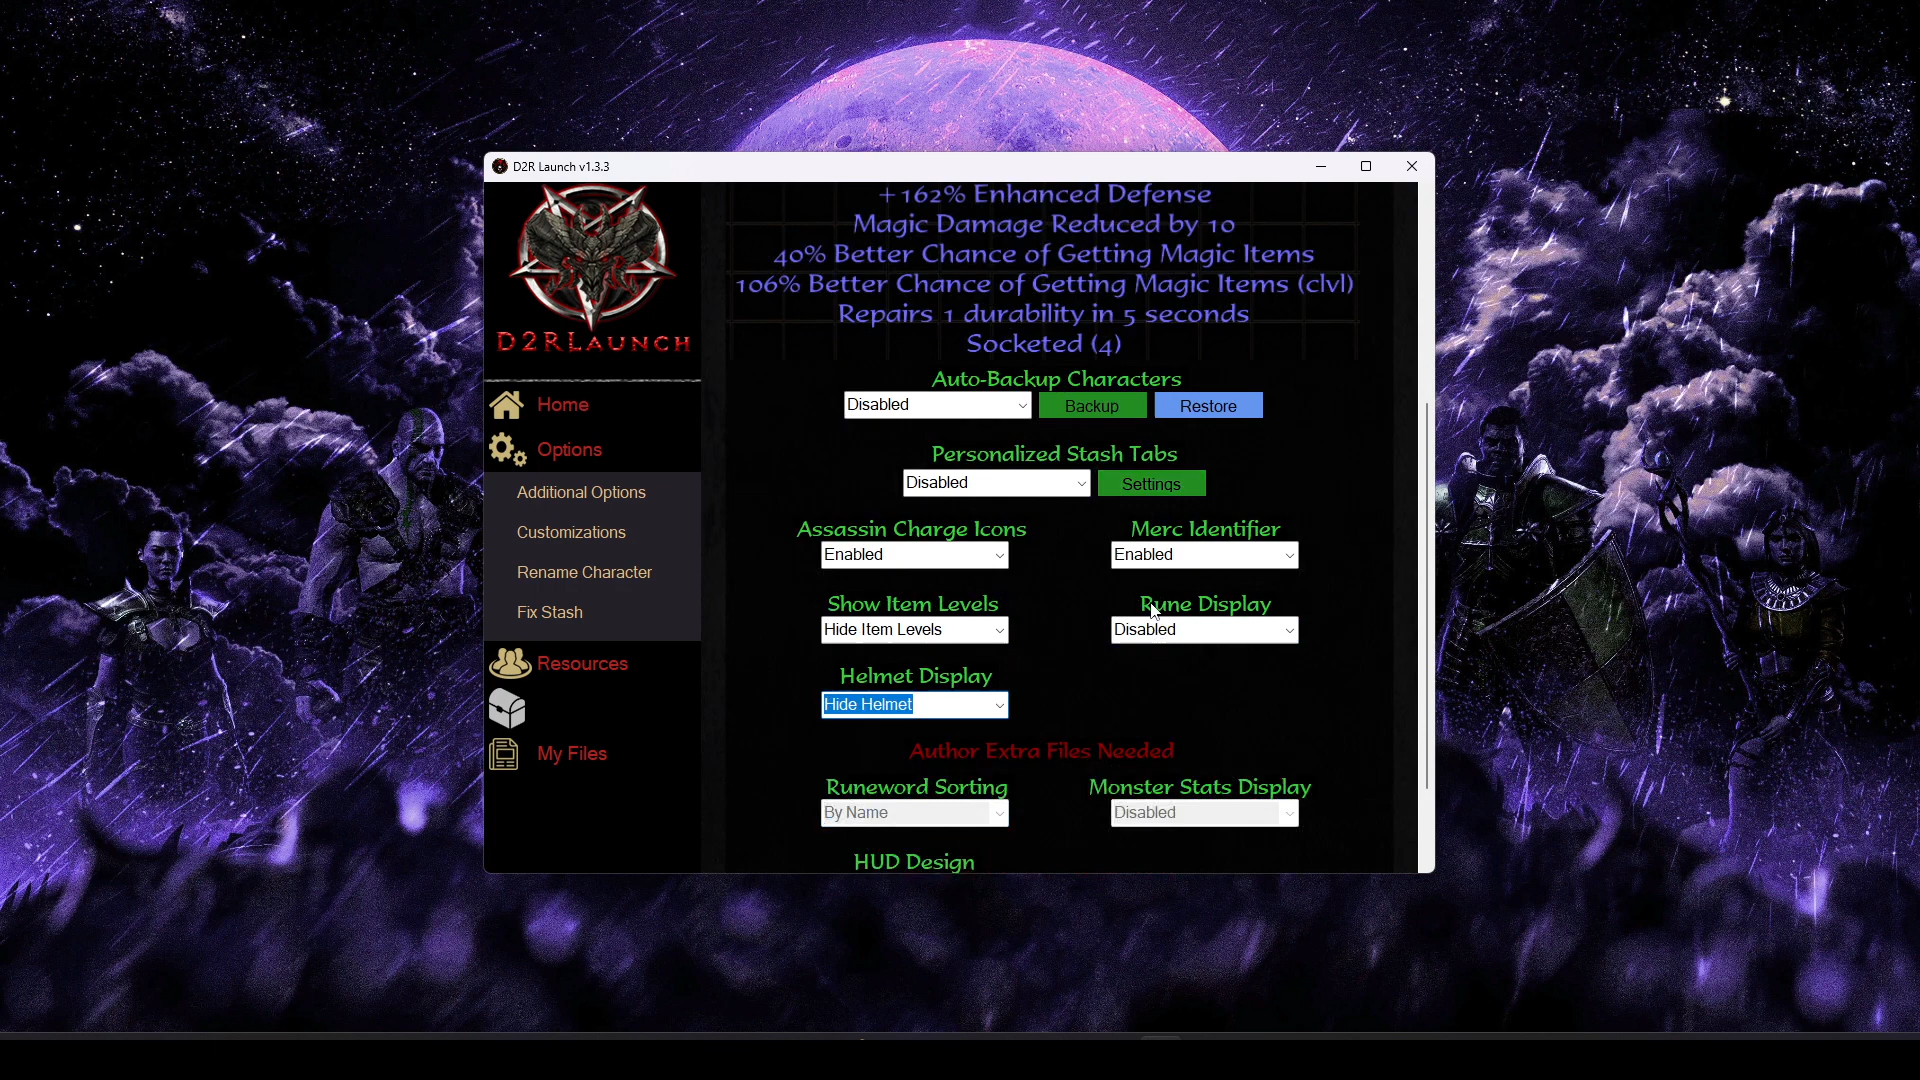 D2R Launch v1.3.3
D2RLaunch
Home
Options
Additional Options
Customizations
Rename Character
Fix Stash
Resources
My Files
+162% Enhanced Defense
Magic Damage Reduced by 10
40% Better Chance of Getting Magic Items
106% Better Chance of Getting Magic Items (clvl)
Repairs 1 durability in 5 seconds
Socketed (4)
Auto-Backup Characters
Disabled Backup Restore
Personalized Stash Tabs
Disabled Settings
Assassin Charge Icons Merc Identifier
Enabled Enabled
Show Item Levels Rune Display
Hide Item Levels Disabled
Helmet Display
Hide Helmet
Author Extra Files Needed
Runeword Sorting Monster Stats Display
By Name Disabled
HUD Design